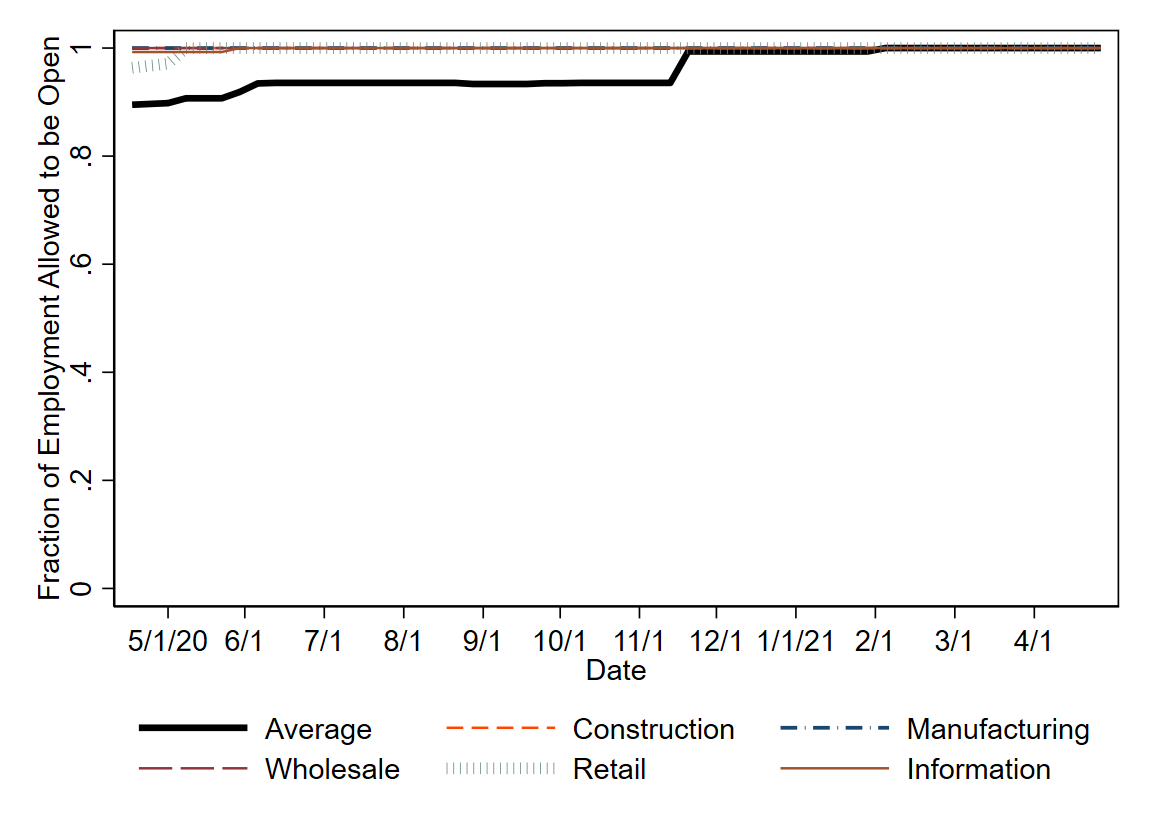 Fraction of Employment Allowed to be Open
1
.8
.6
.4
.2
0
5/1/20 6/1 7/1 8/1 9/1 10/1 11/1 12/1 1/1/21 2/1 3/1 4/1
Date
Average Construction Manufacturing
Wholesale Retail Information